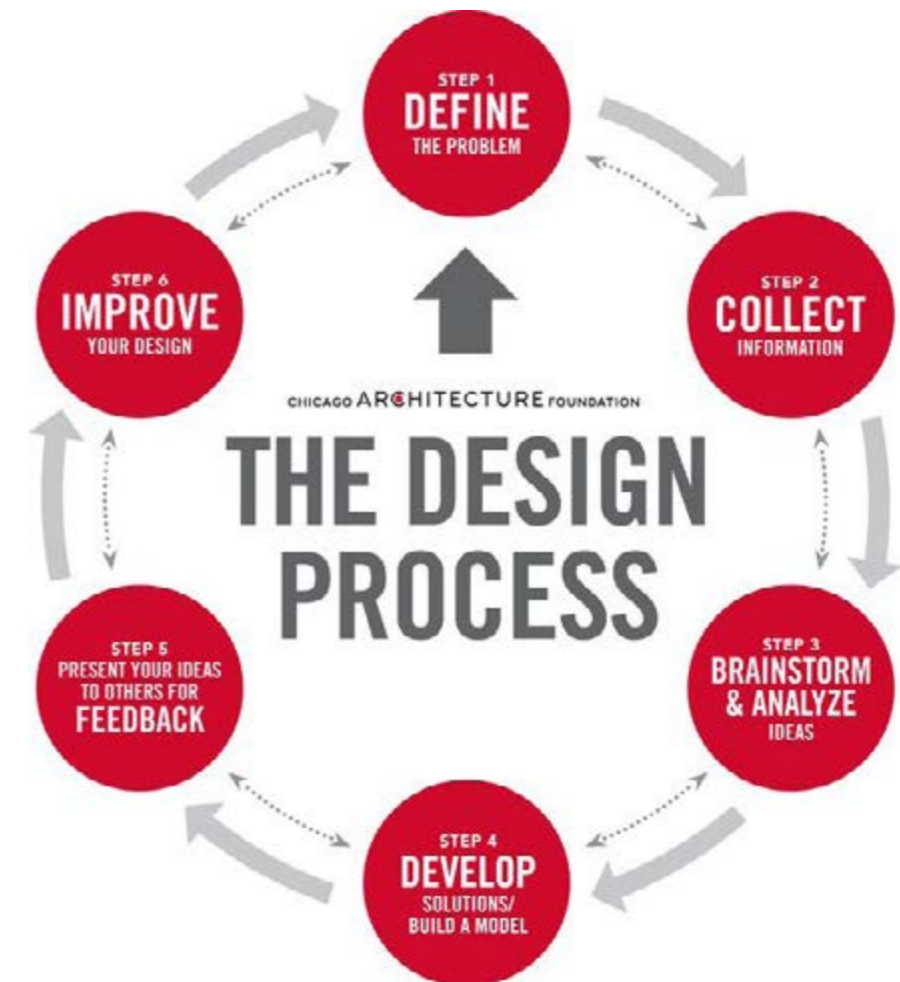 STEP 1
DEFINE
THE PROBLEM
STEP 2
COLLECT
INFORMATION
STEP 3
BRAINSTORM
& ANALYZE
IDEAS
STEP 4
DEVELOP
SOLUTIONS/
BUILD A MODEL
STEP 5
PRESENT YOUR IDEAS
TO OTHERS FOR
FEEDBACK
STEP 6
IMPROVE
YOUR DESIGN
CHICAGO ARCHITECTURE FOUNDATION
THE DESIGN
PROCESS